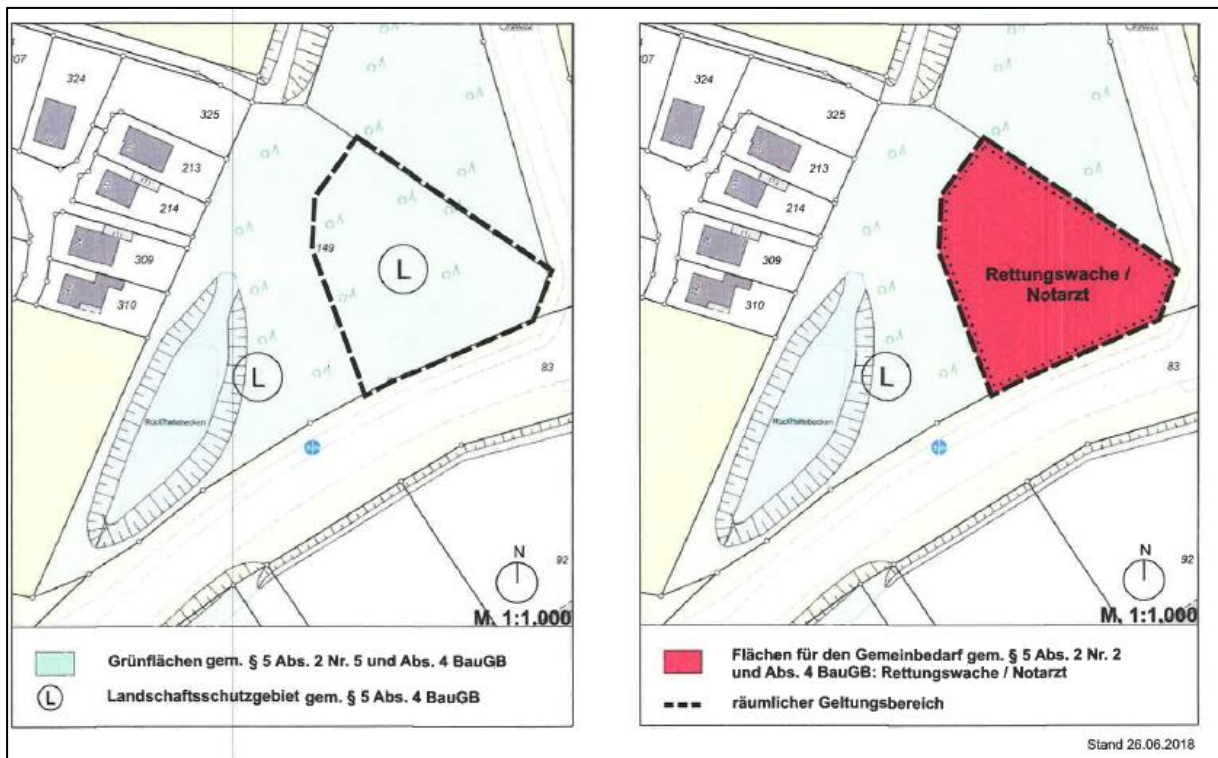 324
325
213
214
309
310
149
L
L
83
Rückhaltebecken
92
N
M. 1:1.000
Grünflächen gem. § 5 Abs. 2 Nr. 5 und Abs. 4 BauGB
L Landschaftsschutzgebiet gem. § 5 Abs. 4 BauGB
324
325
213
214
309
310
Rettungswache /
Notarzt
L
83
Rückhaltebecken
92
N
M. 1:1.000
Flächen für den Gemeinbedarf gem. § 5 Abs. 2 Nr. 2
und Abs. 4 BauGB: Rettungswache / Notarzt
räumlicher Geltungsbereich
Stand 26.06.2018